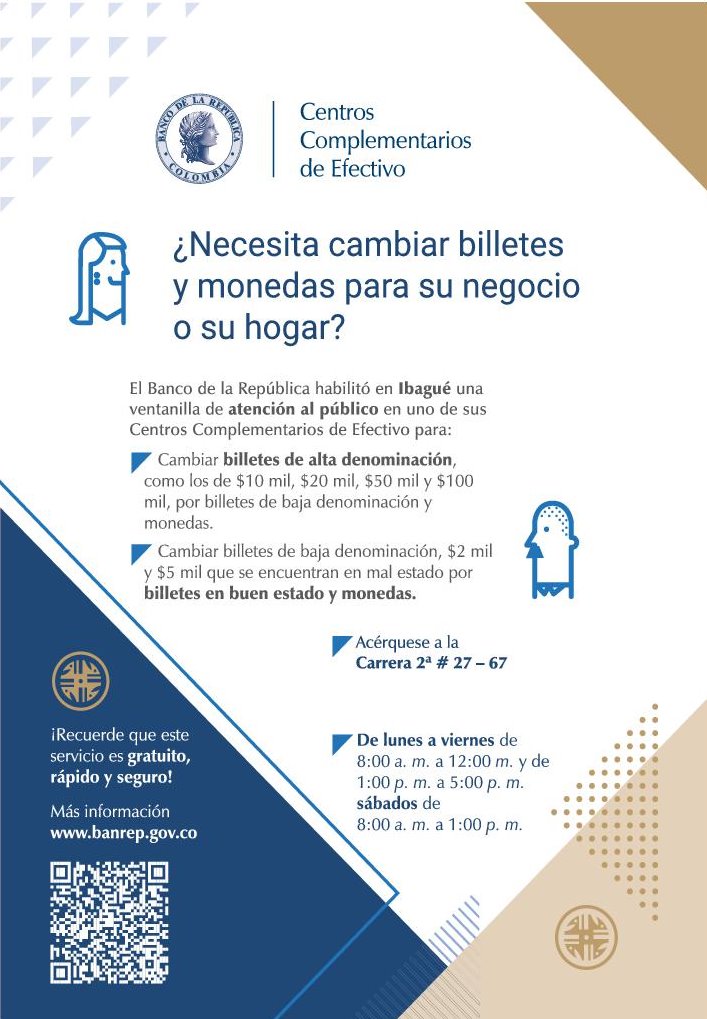 BANCO DE LA REPÚBLICA
COLOMBIA
Centros
Complementarios
de Efectivo
¿Necesita cambiar billetes
y monedas para su negocio
o su hogar?
El Banco de la República habilitó en Ibagué una
ventanilla de atención al público en uno de sus
Centros Complementarios de Efectivo para:
Cambiar billetes de alta denominación,
como los de $10 mil, $20 mil, $50 mil y $100
mil, por billetes de baja denominación y
monedas.
Cambiar billetes de baja denominación, $2 mil
y $5 mil que se encuentran en mal estado por
billetes en buen estado y monedas.
Acérquese a la
Carrera 2ª # 27 – 67
De lunes a viernes de
8:00 a. m. a 12:00 m. y de
1:00 p. m. a 5:00 p. m.
sábados de
8:00 a. m. a 1:00 p. m.
¡Recuerde que este
servicio es gratuito,
rápido y seguro!
Más información
www.banrep.gov.co